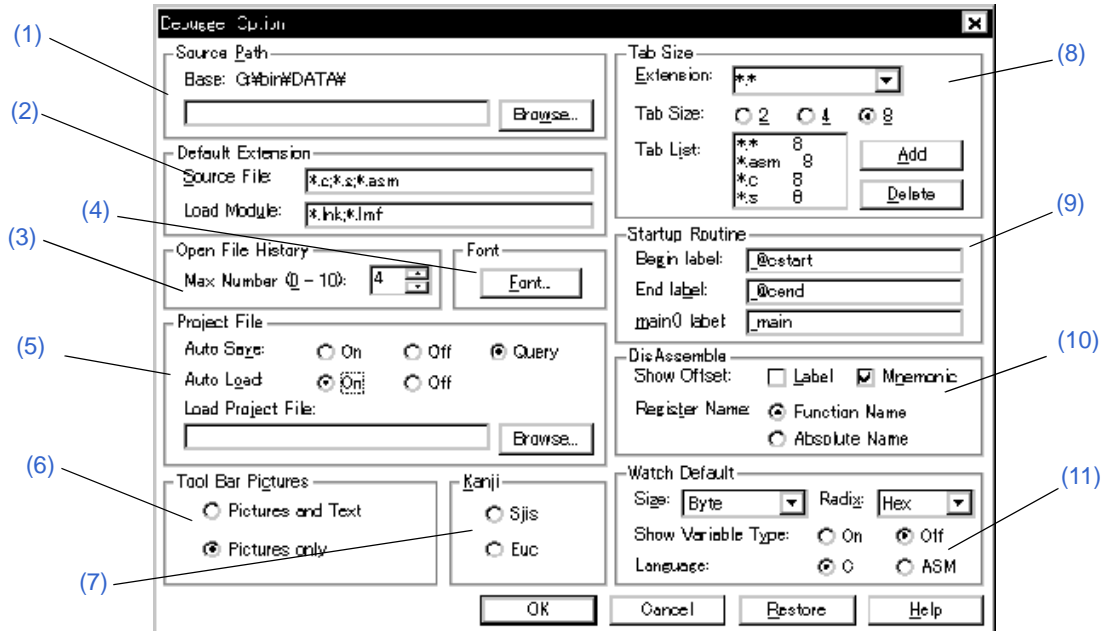 Debugger Option
(1)
Source Path
Base: G:¥bin¥DATA¥
Browse...
(2)
Default Extension
Source File: *.c;*.s;*.asm
Load Module: *.lnk;*.lmf
(3)
Open File History
Max Number (0 - 10): 4
(4)
Font
Font...
(5)
Project File
Auto Save: On Off Query
Auto Load: On Off
Load Project File:
Browse...
(6)
Tool Bar Pictures
Pictures and Text
Pictures only
(7)
Kanji
Sjis
Euc
(8)
Tab Size
Extension: *.*
Tab Size: 2 4 8
Tab List:
*.* 8
*.asm 8
*.c 8
*.s 8
Add
Delete
(9)
Startup Routine
Begin label: _@cstart
End label: _@cend
main() label: _main
(10)
DisAssemble
Show Offset: Label Mnemonic
Register Name: Function Name
Absolute Name
(11)
Watch Default
Size: Byte Radix: Hex
Show Variable Type: On Off
Language: C ASM
OK Cancel Restore Help